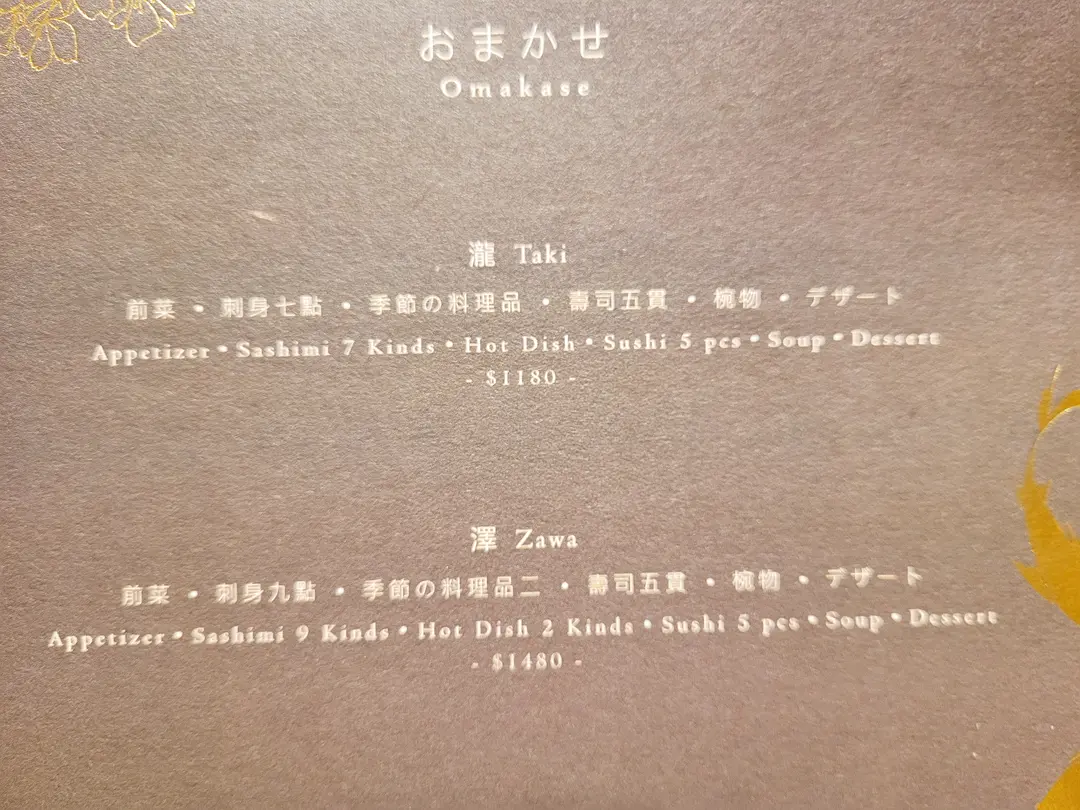 おまかせ
Omakase
瀧 Taki
前菜 • 刺身七點 • 季節の料理品 • 壽司五貫 • 椀物 • デザート
Appetizer • Sashimi 7 Kinds • Hot Dish • Sushi 5 pcs • Soup • Dessert
- $1180 -
澤 Zawa
前菜 • 刺身九點 • 季節の料理品二 • 壽司五貫 • 椀物 • デザート
Appetizer • Sashimi 9 Kinds • Hot Dish 2 Kinds • Sushi 5 pcs • Soup • Dessert
- $1480 -